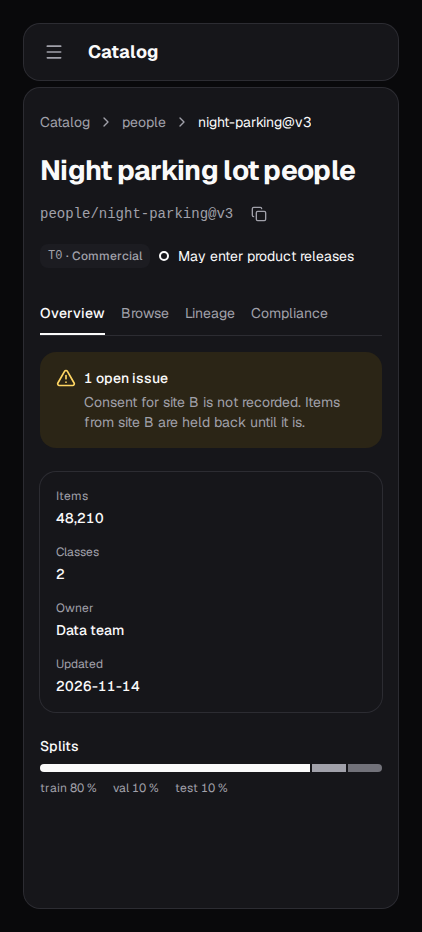 Catalog
Catalog > people > night-parking@v3
Night parking lot people
people/night-parking@v3
T0 · Commercial May enter product releases
Overview Browse Lineage Compliance
1 open issue
Consent for site B is not recorded. Items
from site B are held back until it is.
Items
48,210
Classes
2
Owner
Data team
Updated
2026-11-14
Splits
train 80 % val 10 % test 10 %